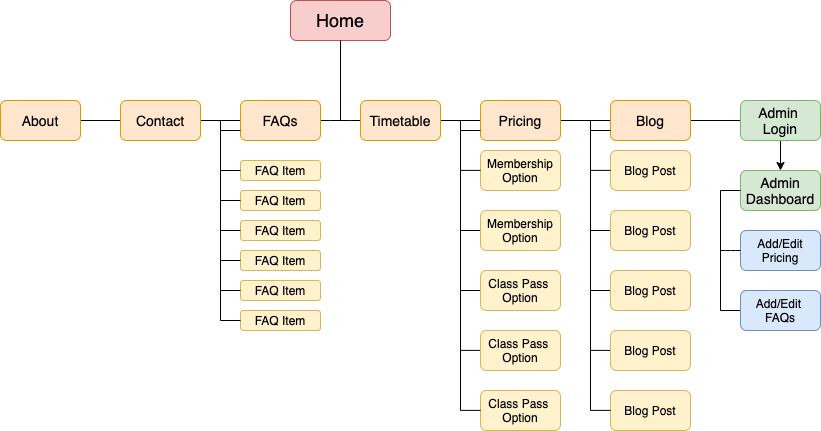 Home
About
Contact
FAQs
Timetable
Pricing
Blog
Admin
Login
FAQ Item
FAQ Item
FAQ Item
FAQ Item
FAQ Item
FAQ Item
Membership
Option
Membership
Option
Class Pass
Option
Class Pass
Option
Class Pass
Option
Blog Post
Blog Post
Blog Post
Blog Post
Blog Post
Admin
Dashboard
Add/Edit
Pricing
Add/Edit
FAQs